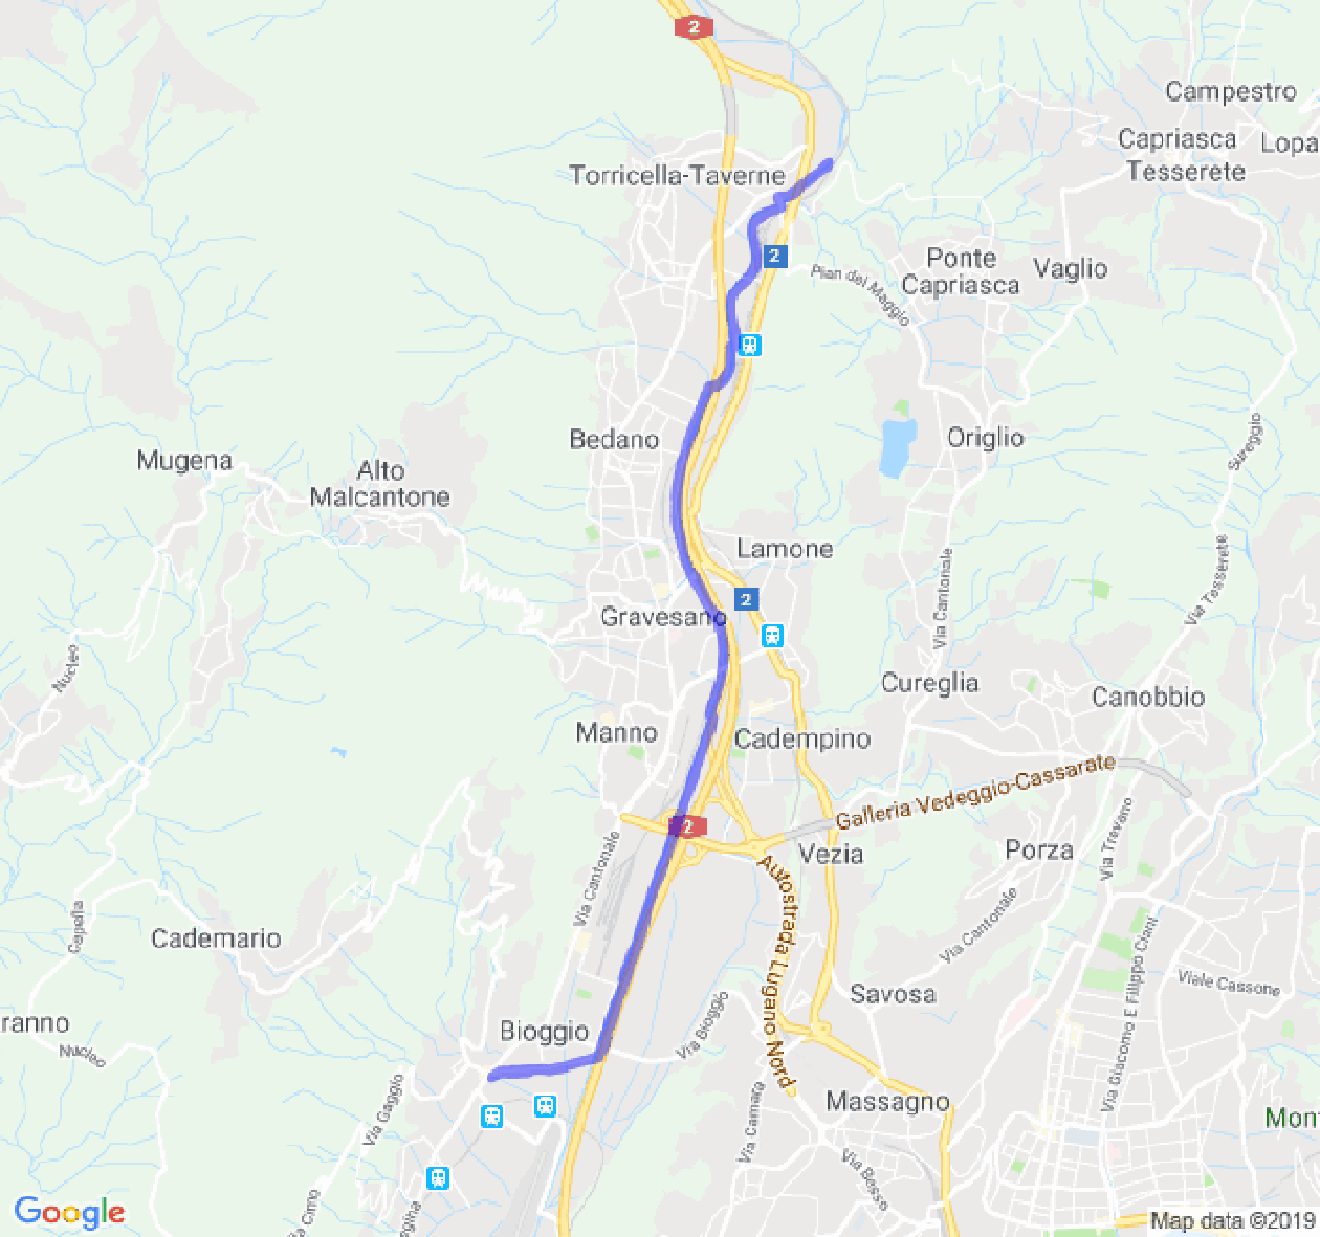 2
Campestro
Capriasca
Tesserete
Lopa
Torricella-Taverne
2
Ponte
Capriasca
Vaglio
Pian del Maggio
Bedano
Origlio
Sureggio
Mugena
Alto
Malcantone
Lamone
Via Cantonale
Via Tesserete
2
Gravesano
Nucleo
Cureglia
Canobbio
Manno
Cadempino
Galleria Vedeggio-Cassarate
2
Vezia
Porza
Via Trevano
Via Cantonale
Autostrada Lugano Nord
Capella
Cademario
Via Cantonale
Via Giacomo E Filippo Ciani
Viale Cassone
Savosa
ranno
Nucleo
Bioggio
Via Bioggio
Via Gaggio
Via Camara
Massagno
Mon
Via Besso
Google
Map data ©2019